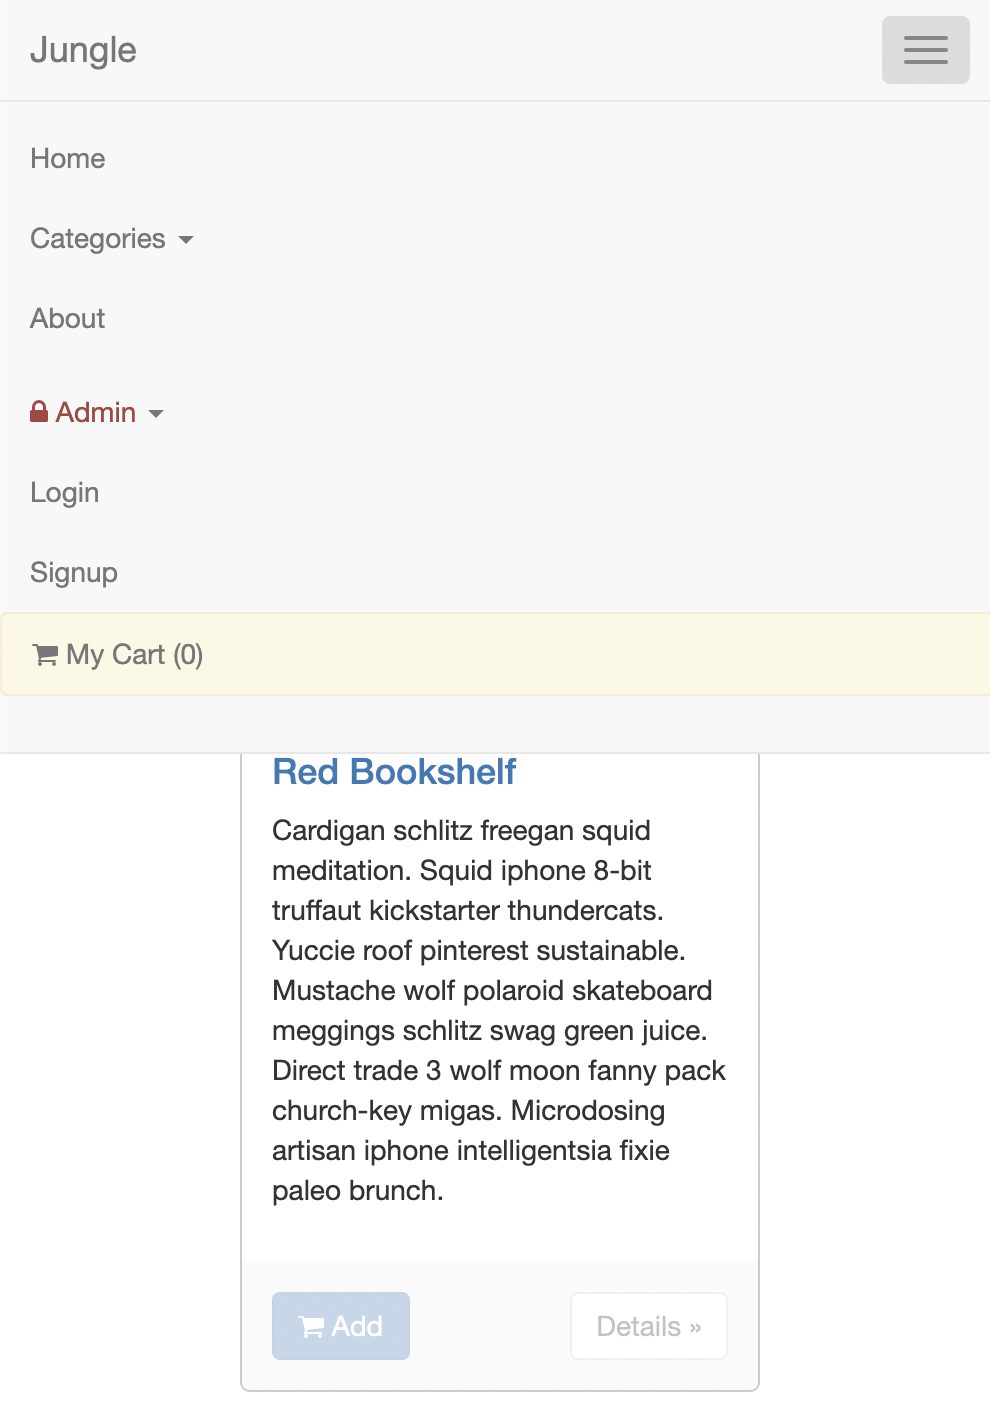 Jungle
Home
Categories
About
Admin
Login
Signup
My Cart (0)
Red Bookshelf
Cardigan schlitz freegan squid
meditation. Squid iphone 8-bit
truffaut kickstarter thundercats.
Yuccie roof pinterest sustainable.
Mustache wolf polaroid skateboard
meggings schlitz swag green juice.
Direct trade 3 wolf moon fanny pack
church-key migas. Microdosing
artisan iphone intelligentsia fixie
paleo brunch.
Add
Details »